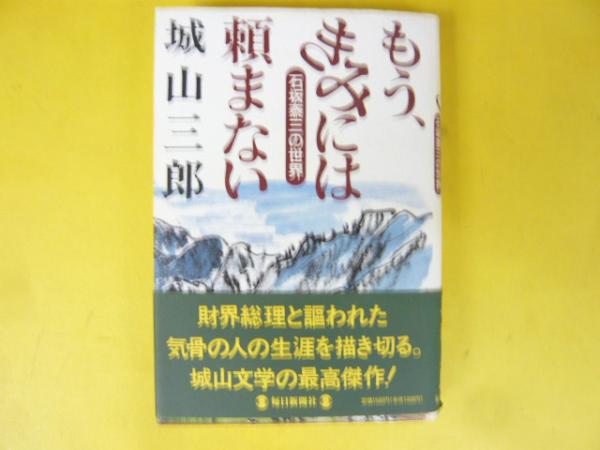 もう、
きみには
頼まない
石坂泰三の世界
城山三郎
財界総理と謳われた
気骨の人の生涯を描き切る。
城山文学の最高傑作!
毎日新聞社